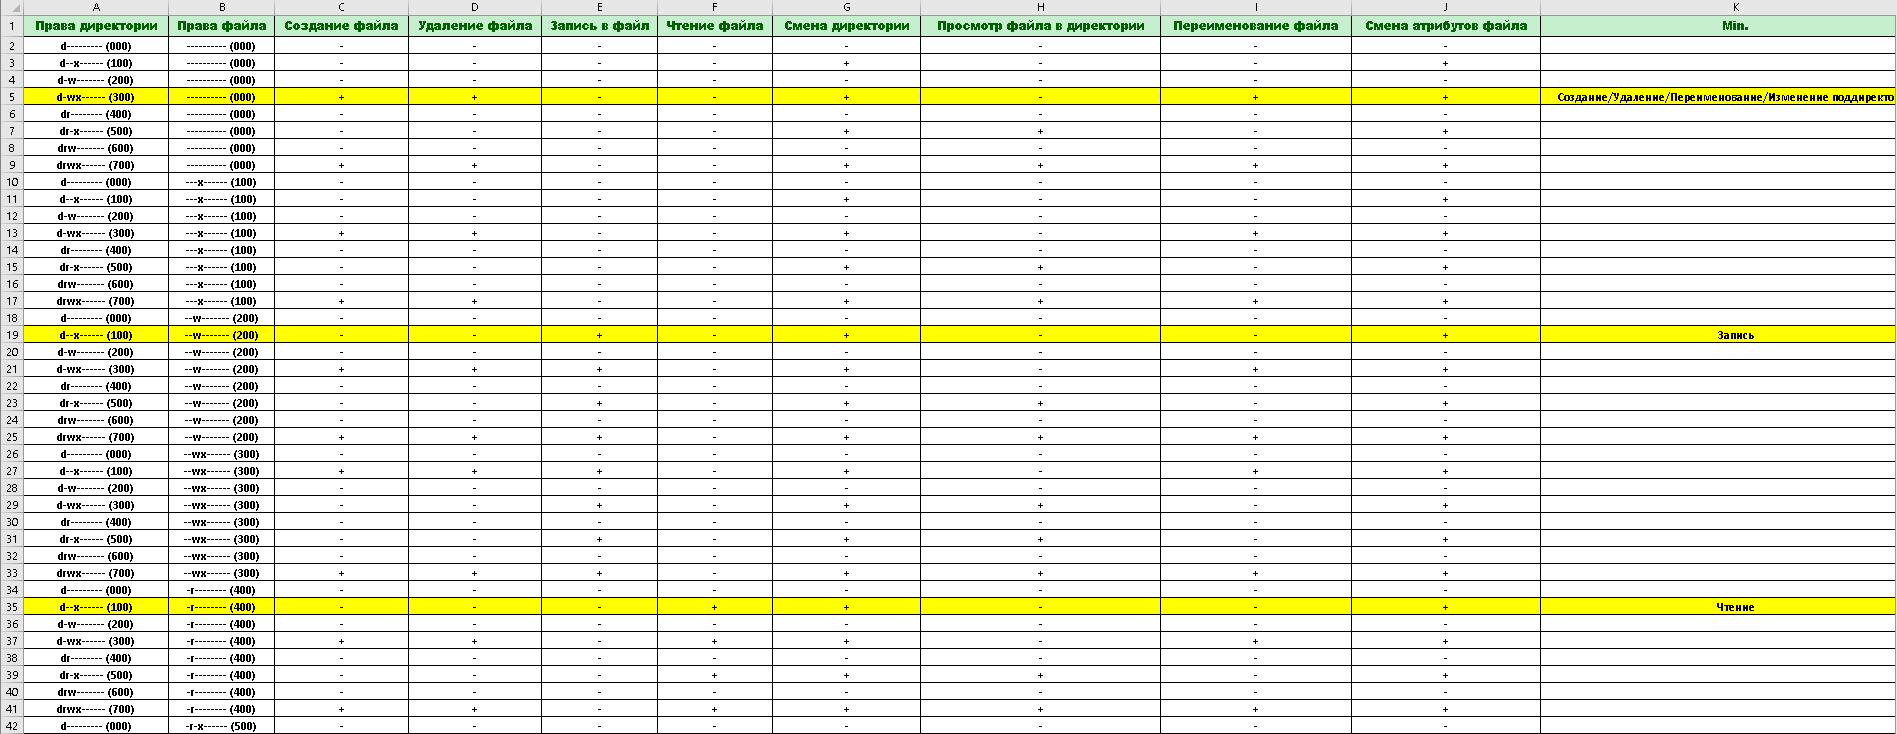 A B C D E F G H I J K
1 Права директории Права файла Создание файла Удаление файла Запись в файл Чтение файла Смена директории Просмотр файла в директории Переименование файла Смена атрибутов файла Min.
2 d--------- (000) ---------- (000) - - - - - - - -
3 d--x------ (100) ---------- (000) - - - - + - - +
4 d-w------- (200) ---------- (000) - - - - - - - -
5 d-wx------ (300) ---------- (000) + + - - + - + + Создание/Удаление/Переименование/Изменение поддиректо
6 dr-------- (400) ---------- (000) - - - - - - - -
7 dr-x------ (500) ---------- (000) - - - - + + - +
8 drw------- (600) ---------- (000) - - - - - - - -
9 drwx------ (700) ---------- (000) + + - - + + + +
10 d--------- (000) ---x------ (100) - - - - - - - -
11 d--x------ (100) ---x------ (100) - - - - + - - +
12 d-w------- (200) ---x------ (100) - - - - - - - -
13 d-wx------ (300) ---x------ (100) + + - - + - + +
14 dr-------- (400) ---x------ (100) - - - - - - - -
15 dr-x------ (500) ---x------ (100) - - - - + + - +
16 drw------- (600) ---x------ (100) - - - - - - - -
17 drwx------ (700) ---x------ (100) + + - - + + + +
18 d--------- (000) --w------- (200) - - - - - - - -
19 d--x------ (100) --w------- (200) - - + - + - - + Запись
20 d-w------- (200) --w------- (200) - - - - - - - -
21 d-wx------ (300) --w------- (200) + + + - + - + +
22 dr-------- (400) --w------- (200) - - - - - - - -
23 dr-x------ (500) --w------- (200) - - + - + + - +
24 drw------- (600) --w------- (200) - - - - - - - -
25 drwx------ (700) --w------- (200) + + + - + + + +
26 d--------- (000) --wx------ (300) - - - - - - - -
27 d--x------ (100) --wx------ (300) + + + - + - + +
28 d-w------- (200) --wx------ (300) - - - - - - - -
29 d-wx------ (300) --wx------ (300) - - + - + + - +
30 dr-------- (400) --wx------ (300) - - - - - - - -
31 dr-x------ (500) --wx------ (300) - - + - + + - +
32 drw------- (600) --wx------ (300) - - - - - - - -
33 drwx------ (700) --wx------ (300) + + + - + + + +
34 d--------- (000) -r-------- (400) - - - - - - - -
35 d--x------ (100) -r-------- (400) - - - + + - - + Чтение
36 d-w------- (200) -r-------- (400) - - - - - - - -
37 d-wx------ (300) -r-------- (400) + + - + + - + +
38 dr-------- (400) -r-------- (400) - - - - - - - -
39 dr-x------ (500) -r-------- (400) - - - + + + - +
40 drw------- (600) -r-------- (400) - - - - - - - -
41 drwx------ (700) -r-------- (400) + + - + + + + +
42 d--------- (000) -r-x------ (500) - - - - - - - -